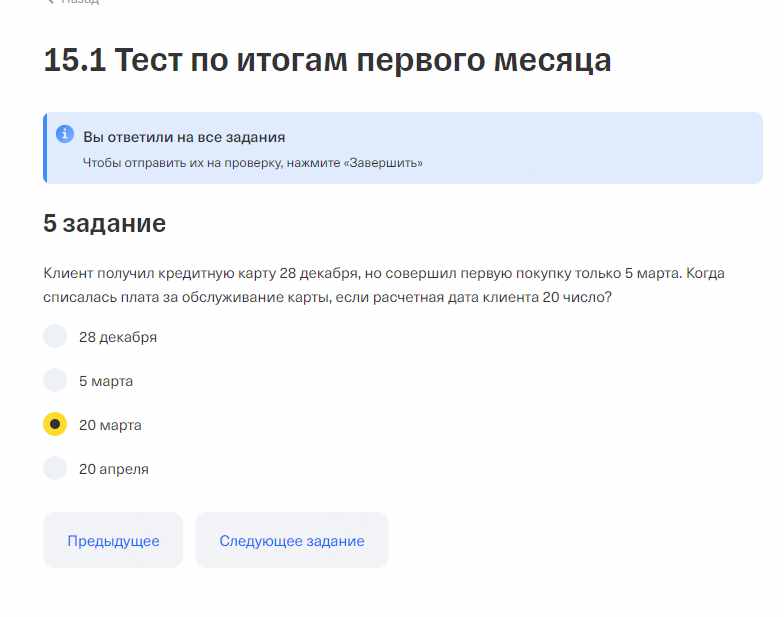 Назад
15.1 Тест по итогам первого месяца
Вы ответили на все задания
Чтобы отправить их на проверку, нажмите «Завершить»
5 задание
Клиент получил кредитную карту 28 декабря, но совершил первую покупку только 5 марта. Когда
списалась плата за обслуживание карты, если расчетная дата клиента 20 число?
28 декабря
5 марта
20 марта
20 апреля
Предыдущее
Следующее задание